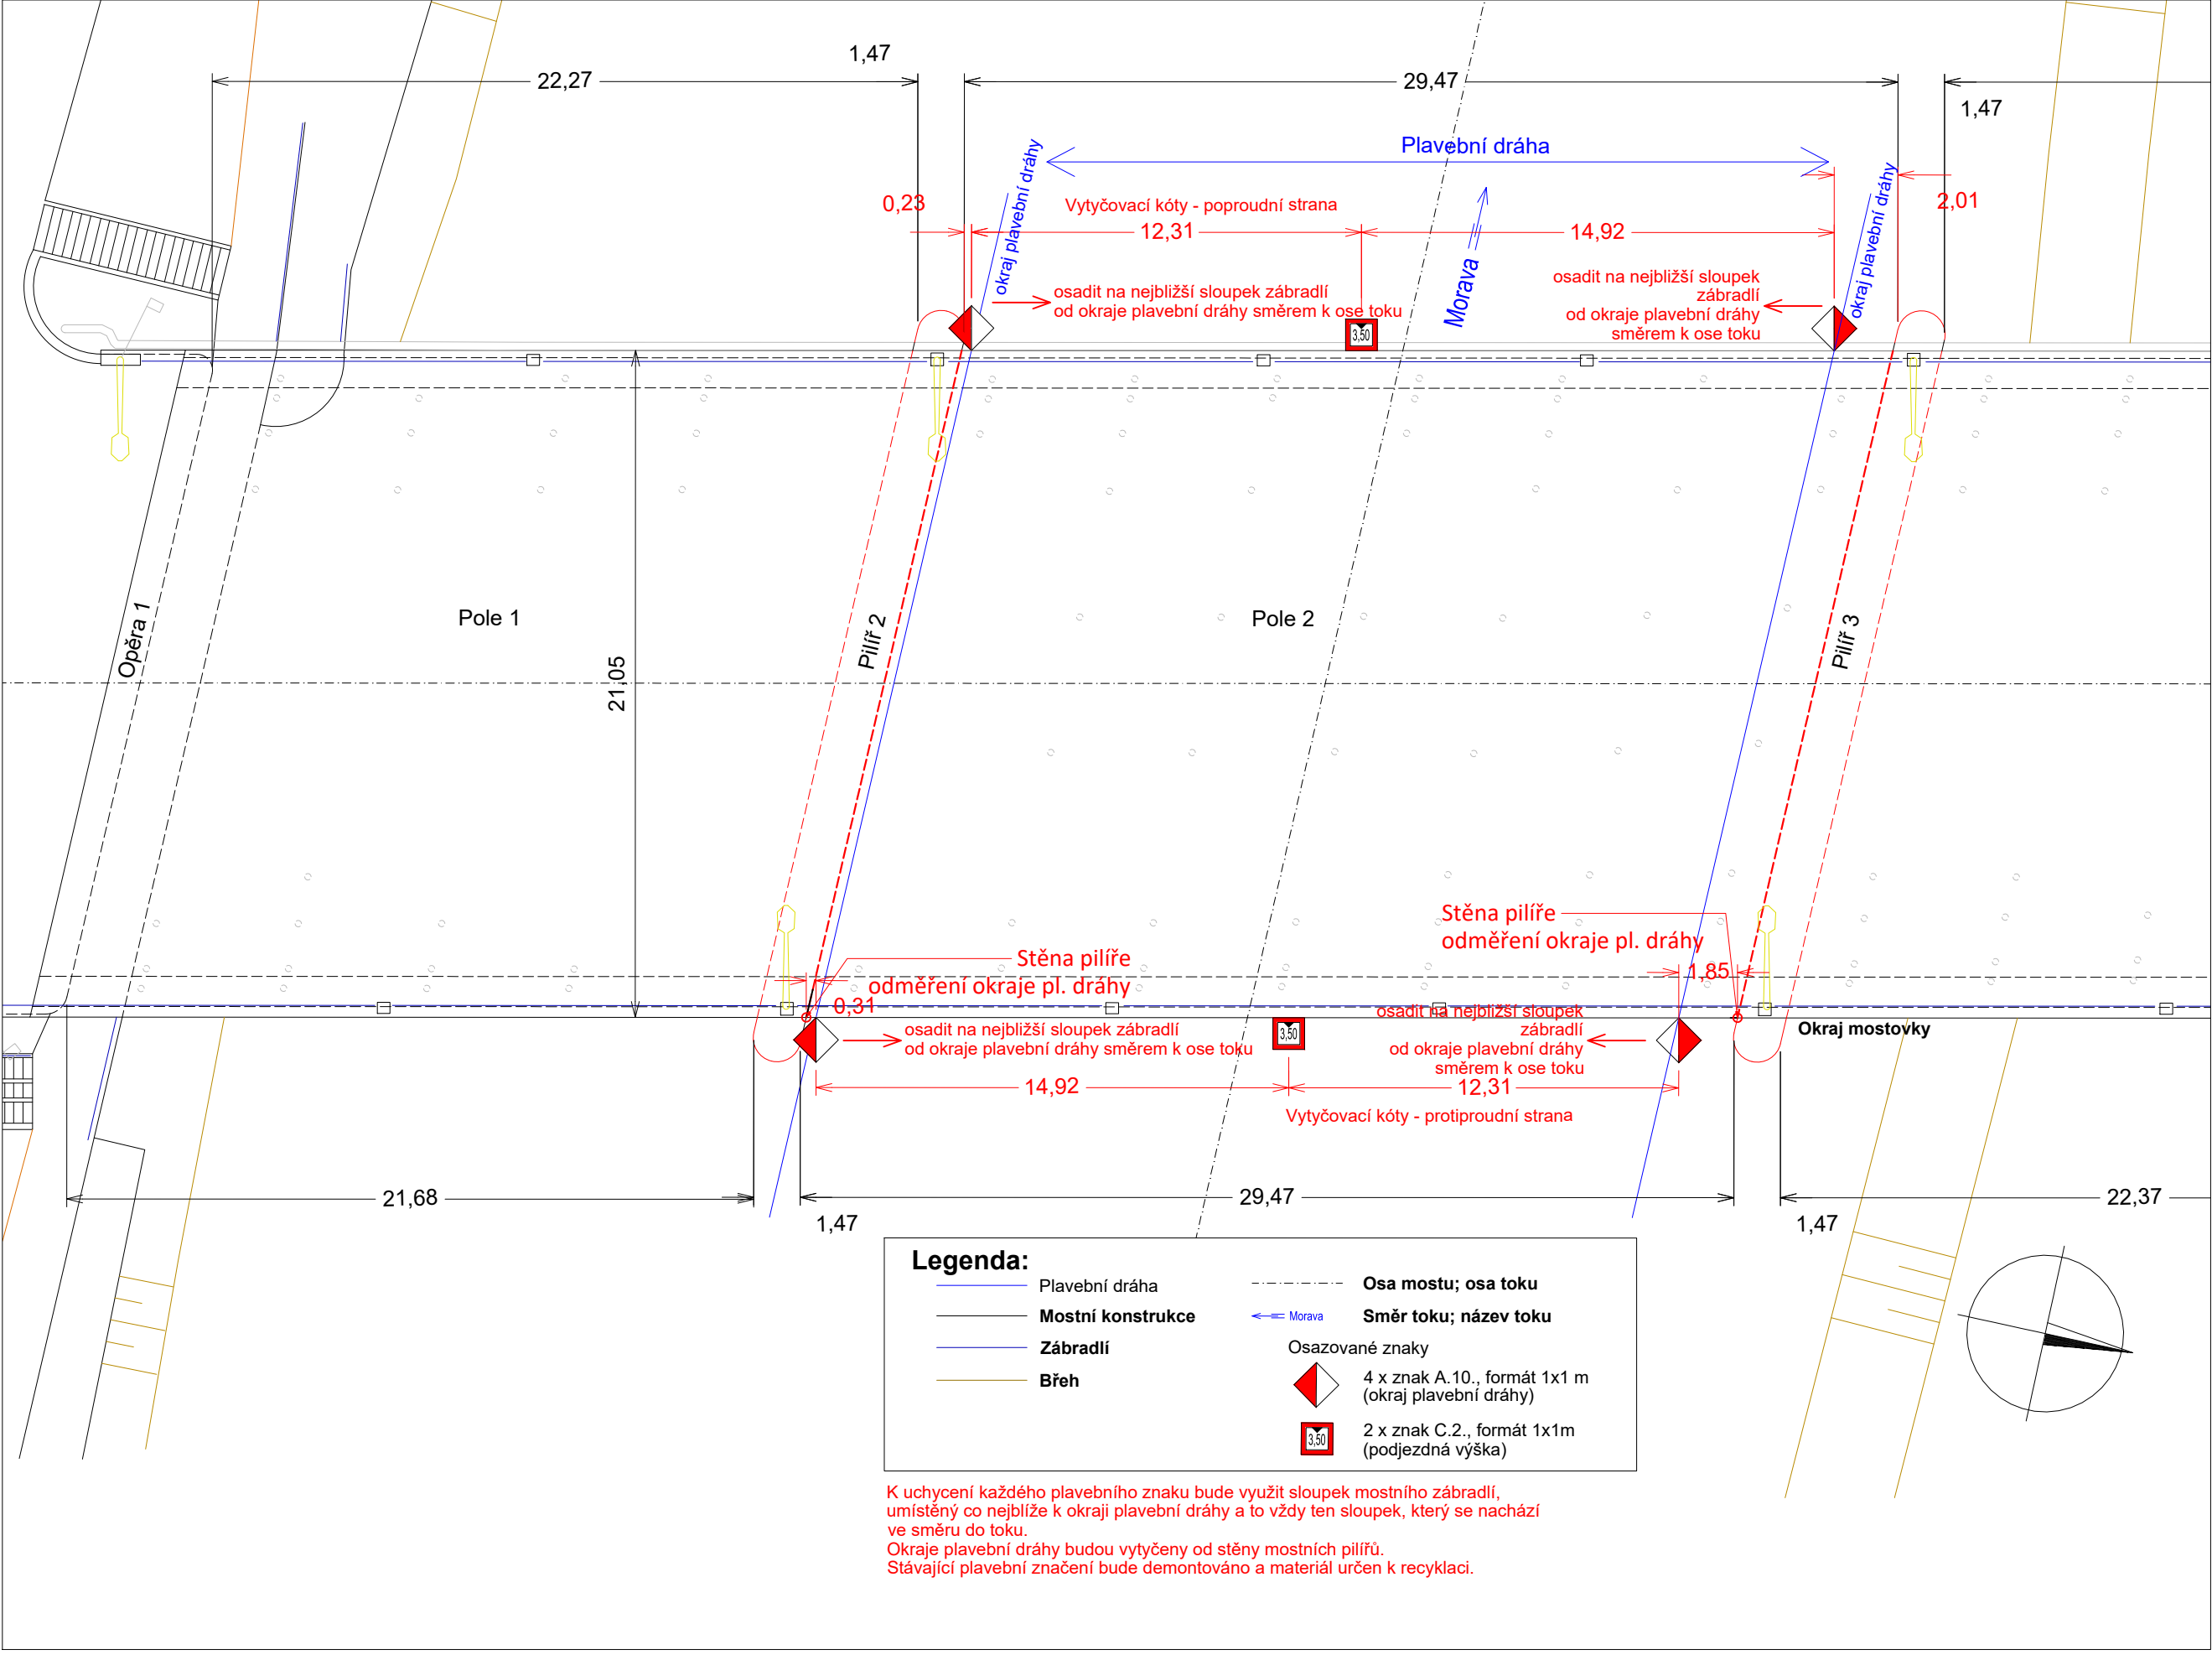 1,47
22,27
29,47
1,47
Plavební dráha
okraj plavební dráhy
okraj plavební dráhy
0,23
Vytyčovací kóty - poproudní strana
2,01
12,31
14,92
Morava
osadit na nejbližší sloupek zábradlí
od okraje plavební dráhy směrem k ose toku
osadit na nejbližší sloupek
zábradlí
od okraje plavební dráhy
směrem k ose toku
3,50
Opěra 1
Pole 1
21,05
Pilíř 2
Pole 2
Pilíř 3
Stěna pilíře
odměření okraje pl. dráhy
1,85
Stěna pilíře
odměření okraje pl. dráhy
0,31
osadit na nejbližší sloupek zábradlí
od okraje plavební dráhy směrem k ose toku
3,50
osadit na nejbližší sloupek
zábradlí
od okraje plavební dráhy
směrem k ose toku
Okraj mostovky
14,92
12,31
Vytyčovací kóty - protiproudní strana
21,68
1,47
29,47
1,47
22,37
Legenda:
Plavební dráha
Mostní konstrukce
Zábradlí
Břeh
Osa mostu; osa toku
Morava
Směr toku; název toku
Osazované znaky
4 x znak A.10., formát 1x1 m
(okraj plavební dráhy)
3,50
2 x znak C.2., formát 1x1m
(podjezdná výška)
K uchycení každého plavebního znaku bude využit sloupek mostního zábradlí,
umístěný co nejblíže k okraji plavební dráhy a to vždy ten sloupek, který se nachází
ve směru do toku.
Okraje plavební dráhy budou vytyčeny od stěny mostních pilířů.
Stávající plavební značení bude demontováno a materiál určen k recyklaci.